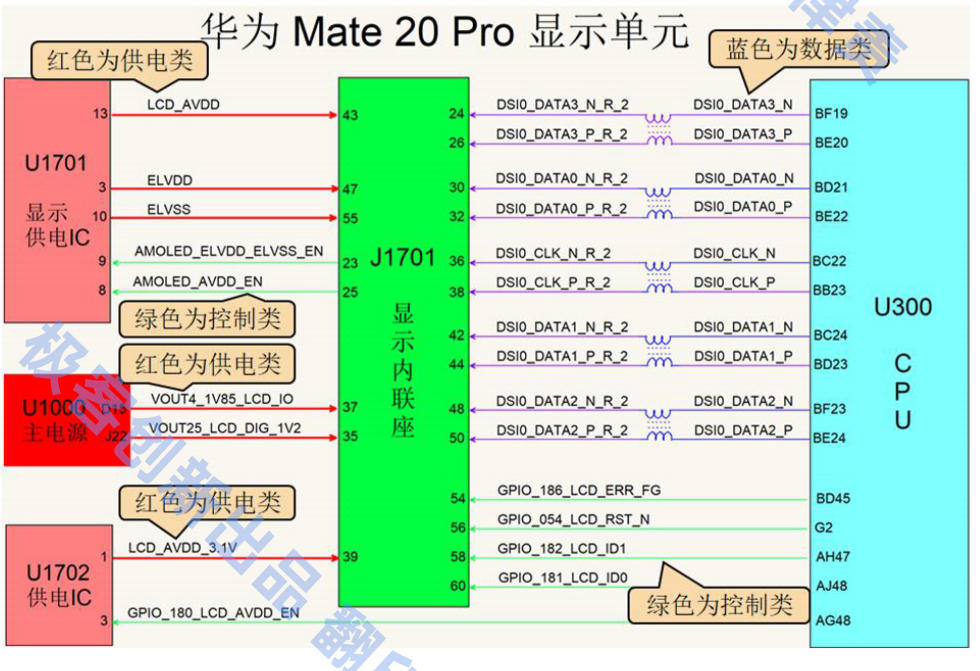 华为 Mate 20 Pro 显示单元
红色为供电类
蓝色为数据类
U1701
显示
供电IC
13 LCD_AVDD 43
3 ELVDD 47
10 ELVSS 55
9 AMOLED_ELVDD_ELVSS_EN 23
8 AMOLED_AVDD_EN 25
绿色为控制类
红色为供电类
U1000
主电源
D15 VOUT4_1V85_LCD_IO 37
J22 VOUT25_LCD_DIG_1V2 35
红色为供电类
U1702
供电IC
1 LCD_AVDD_3.1V 39
3 GPIO_180_LCD_AVDD_EN AG48
J1701
显
示
内
联
座
24 DSI0_DATA3_N_R_2 DSI0_DATA3_N BF19
26 DSI0_DATA3_P_R_2 DSI0_DATA3_P BE20
30 DSI0_DATA0_N_R_2 DSI0_DATA0_N BD21
32 DSI0_DATA0_P_R_2 DSI0_DATA0_P BE22
36 DSI0_CLK_N_R_2 DSI0_CLK_N BC22
38 DSI0_CLK_P_R_2 DSI0_CLK_P BB23
42 DSI0_DATA1_N_R_2 DSI0_DATA1_N BC24
44 DSI0_DATA1_P_R_2 DSI0_DATA1_P BD23
48 DSI0_DATA2_N_R_2 DSI0_DATA2_N BF23
50 DSI0_DATA2_P_R_2 DSI0_DATA2_P BE24
54 GPIO_186_LCD_ERR_FG BD45
56 GPIO_054_LCD_RST_N G2
58 GPIO_182_LCD_ID1 AH47
60 GPIO_181_LCD_ID0 AJ48
绿色为控制类
U300
C
P
U
极客创新出品 翻
律责